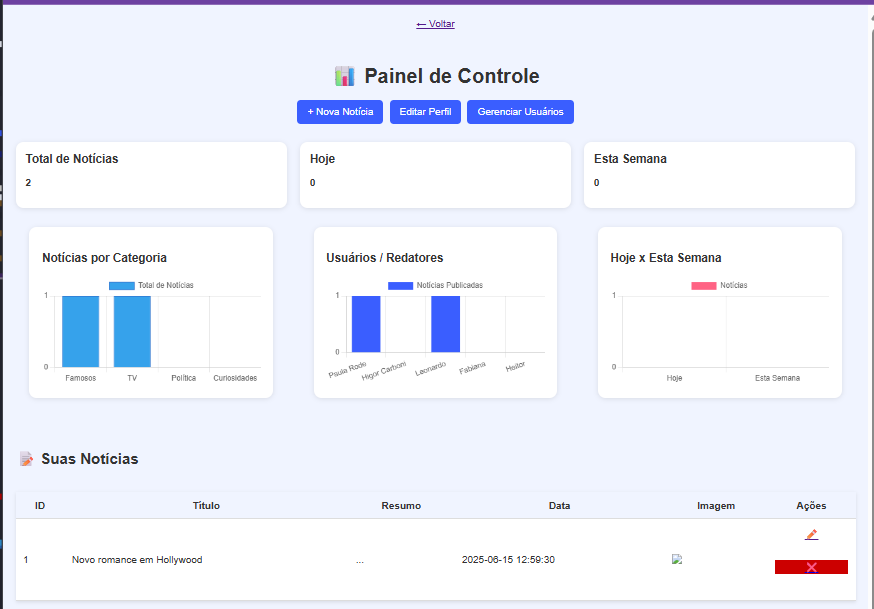 ← Voltar
Painel de Controle
+ Nova Notícia Editar Perfil Gerenciar Usuários
Total de Notícias Hoje Esta Semana
2 0 0
Notícias por Categoria Usuários / Redatores Hoje x Esta Semana
Total de Notícias Notícias Publicadas Notícias
1 1 1
0 0 0
Famosos TV Política Curiosidades Paula Rode Higor Carboni Leonardo Fabiana Heitor Hoje Esta Semana
Suas Notícias
ID Título Resumo Data Imagem Ações
1 Novo romance em Hollywood ... 2025-06-15 12:59:30